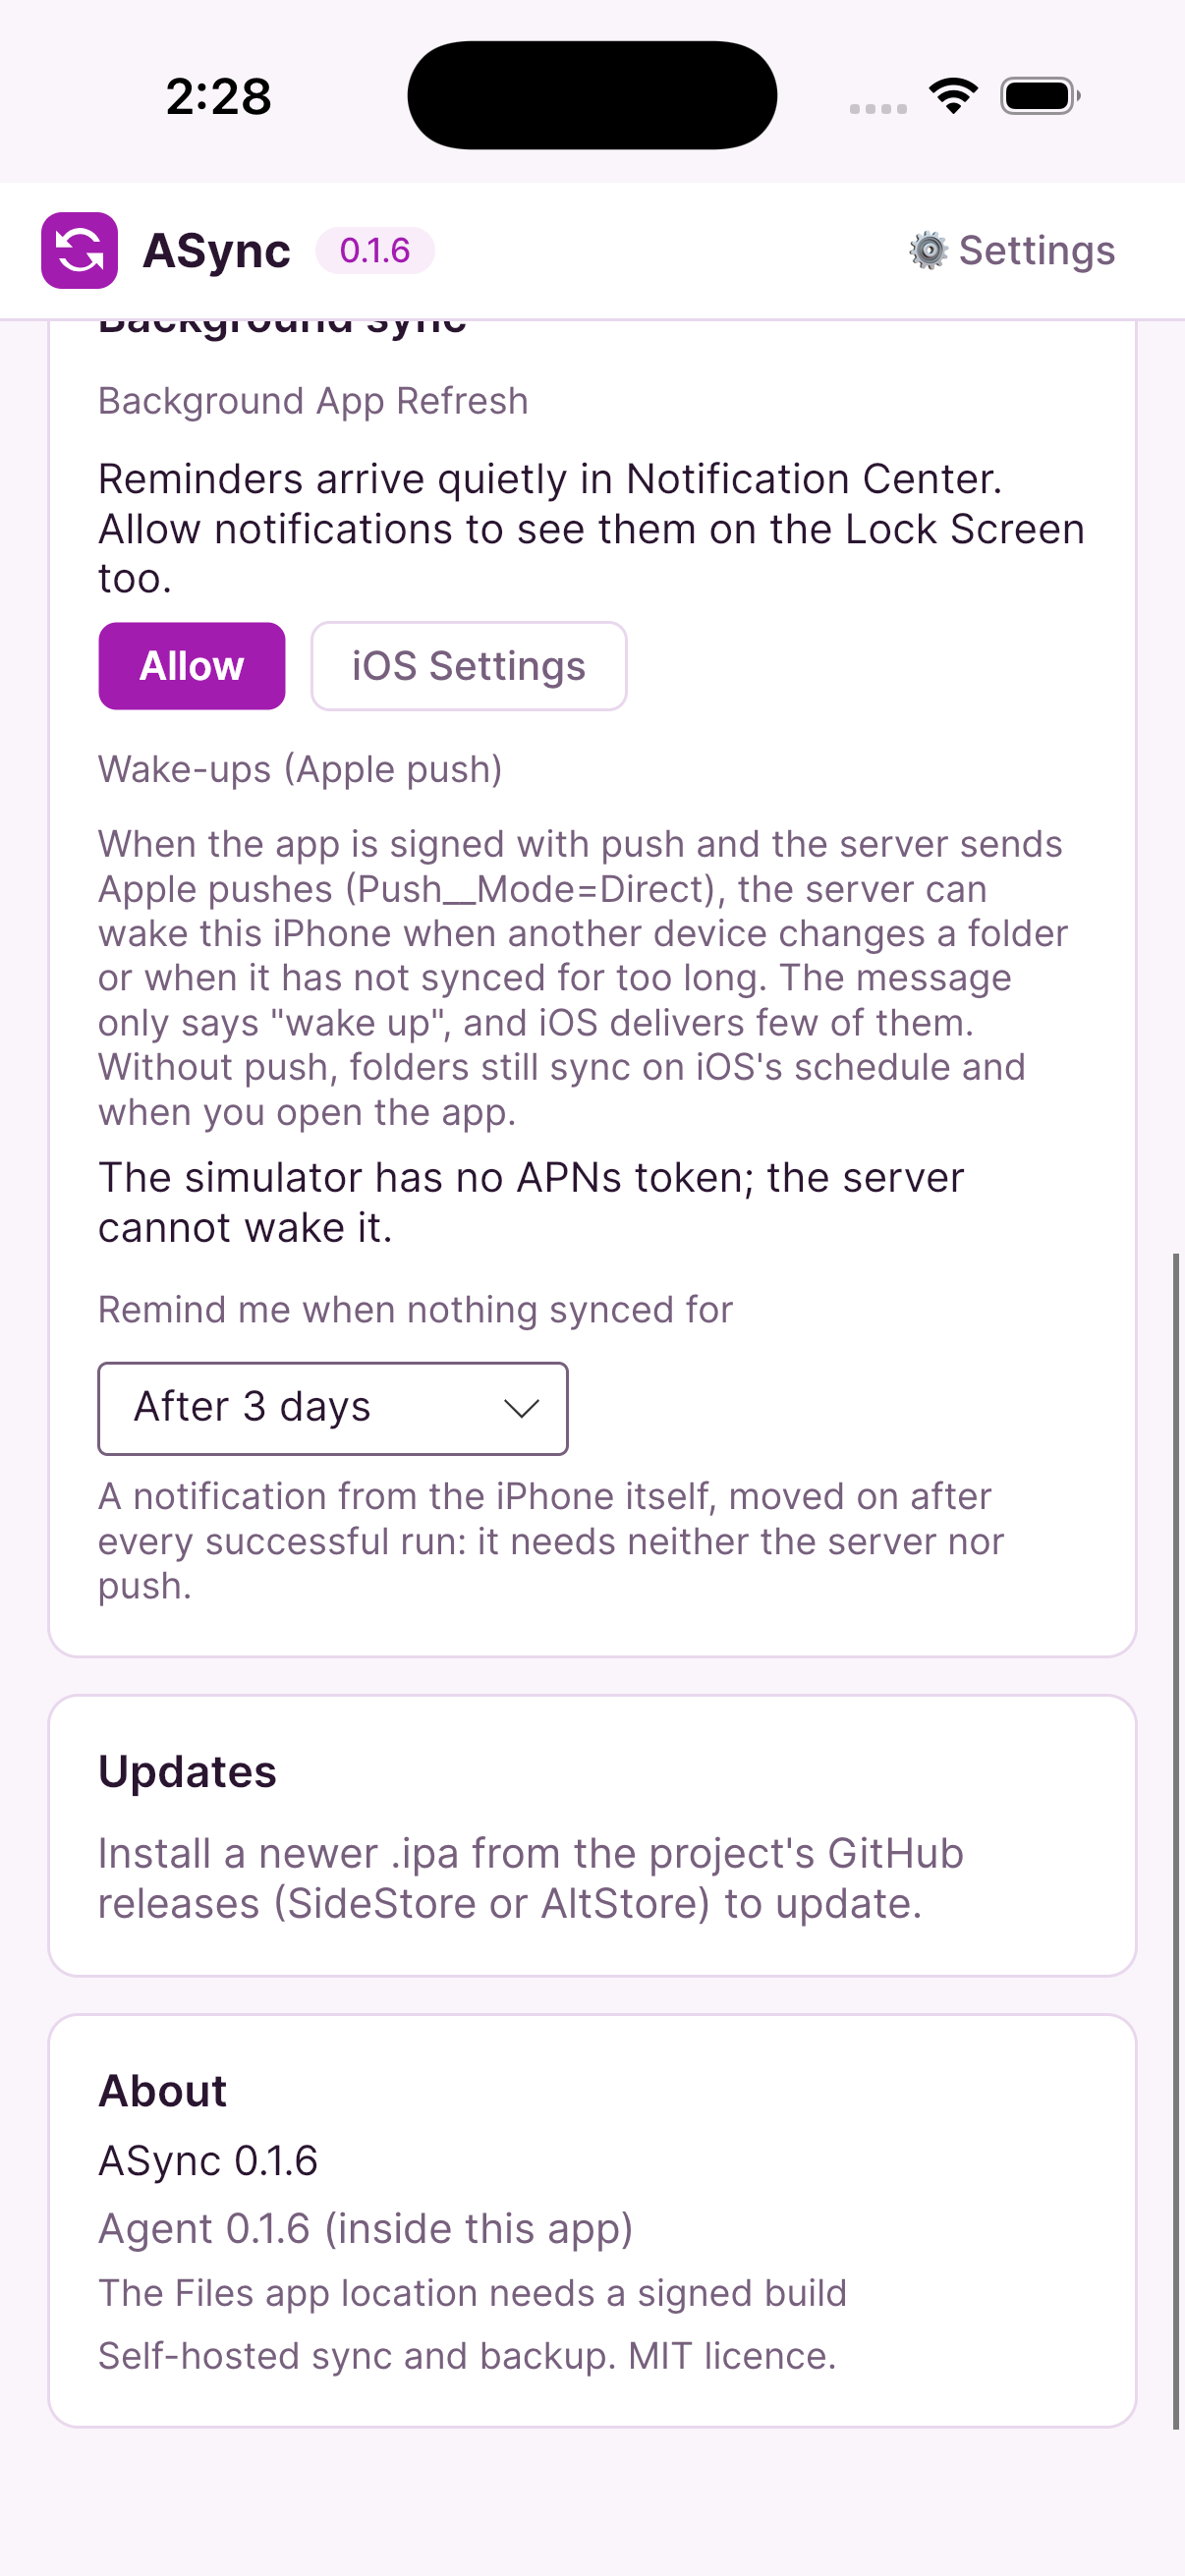 2:28
ASync 0.1.6 Settings
Background sync
Background App Refresh
Reminders arrive quietly in Notification Center.
Allow notifications to see them on the Lock Screen
too.
Allow iOS Settings
Wake-ups (Apple push)
When the app is signed with push and the server sends
Apple pushes (Push__Mode=Direct), the server can
wake this iPhone when another device changes a folder
or when it has not synced for too long. The message
only says "wake up", and iOS delivers few of them.
Without push, folders still sync on iOS's schedule and
when you open the app.
The simulator has no APNs token; the server
cannot wake it.
Remind me when nothing synced for
After 3 days
A notification from the iPhone itself, moved on after
every successful run: it needs neither the server nor
push.
Updates
Install a newer .ipa from the project's GitHub
releases (SideStore or AltStore) to update.
About
ASync 0.1.6
Agent 0.1.6 (inside this app)
The Files app location needs a signed build
Self-hosted sync and backup. MIT licence.